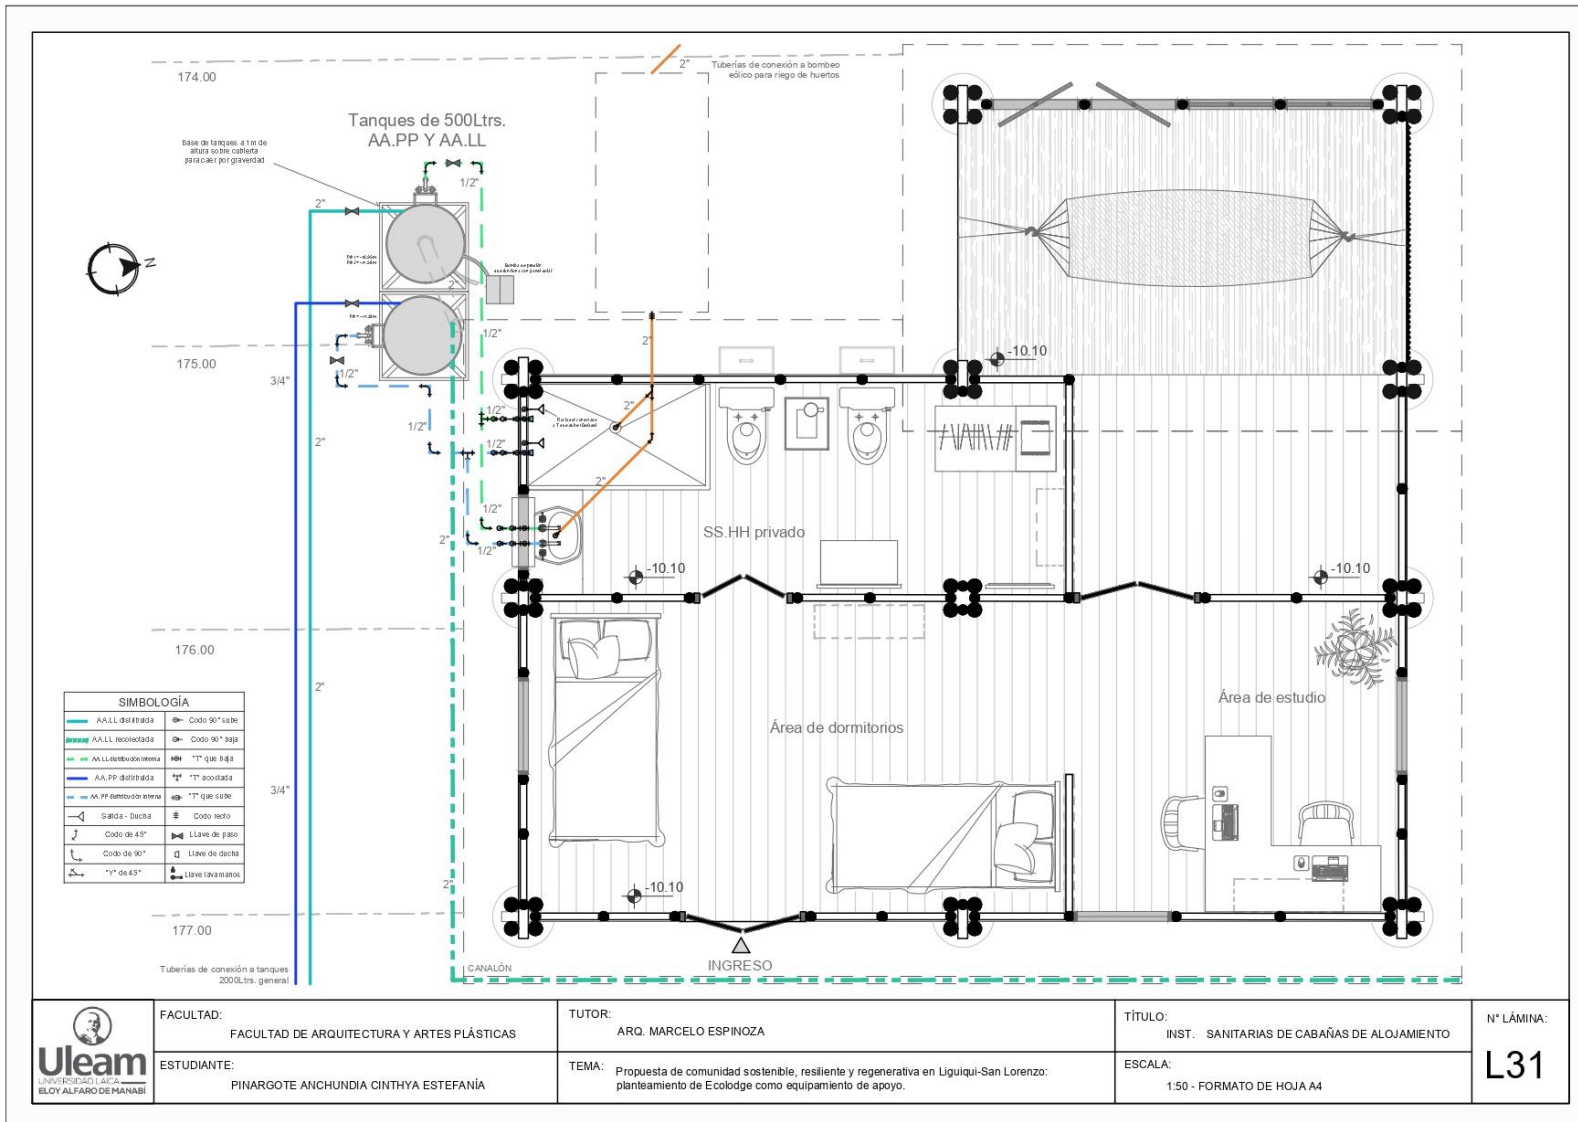 174.00
2"
Tuberías de conexión a bombeo
eólico para riego de huertos
Tanques de 500Ltrs.
AA.PP Y AA.LL
Base de tanques a 1m de
altura sobre cubierta
para caer por graverdad
1/2"
2"
N
2"
1/2"
2"
175.00
3/4"
1/2"
-10.10
2"
1/2"
1/2"
1/2"
2"
2"
1/2"
2"
1/2"
SS.HH privado
-10.10
-10.10
176.00
2"
Área de estudio
Área de dormitorios
SIMBOLOGÍA
AA.LL distribuida
Codo 90° sube
AA.LL recolectada
Codo 90° baja
AA.LL distribución interna
"T" que baja
AA.PP distirbuida
"T" acostada
AA.PP distribución interna
"T" que sube
Salida - Ducha
Codo recto
Codo de 45°
LLave de paso
Codo de 90°
Llave de ducha
"Y" de 45°
Llave lavamanos
3/4"
2"
-10.10
177.00
INGRESO
CANALÓN
Tuberías de conexión a tanques
2000Ltrs. general
Uleam
UNIVERSIDAD LAICA
ELOY ALFARO DE MANABÍ
FACULTAD:
FACULTAD DE ARQUITECTURA Y ARTES PLÁSTICAS
ESTUDIANTE:
PINARGOTE ANCHUNDIA CINTHYA ESTEFANÍA
TUTOR:
ARQ. MARCELO ESPINOZA
TEMA:
Propuesta de comunidad sostenible, resiliente y regenerativa en Liguiqui-San Lorenzo:
planteamiento de Ecolodge como equipamiento de apoyo.
TÍTULO:
INST. SANITARIAS DE CABAÑAS DE ALOJAMIENTO
ESCALA:
1:50 - FORMATO DE HOJA A4
N° LÁMINA:
L31